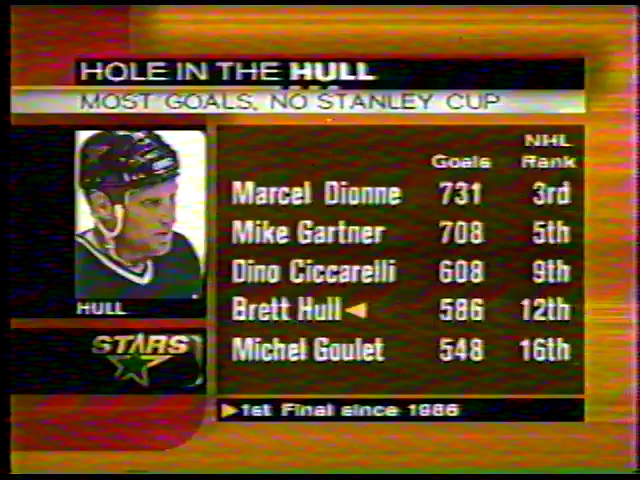 HOLE IN THE HULL
MOST GOALS, NO STANLEY CUP
Goals NHL Rank
Marcel Dionne 731 3rd
Mike Gartner 708 5th
Dino Ciccarelli 608 9th
Brett Hull 586 12th
Michel Goulet 548 16th
HULL
STARS
1st Final since 1986